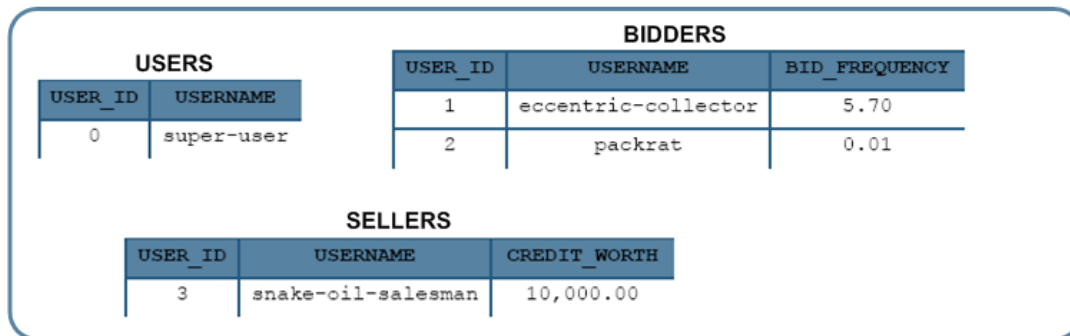 USERS
USER_ID USERNAME
0 super-user
BIDDERS
USER_ID USERNAME BID_FREQUENCY
1 eccentric-collector 5.70
2 packrat 0.01
SELLERS
USER_ID USERNAME CREDIT_WORTH
3 snake-oil-salesman 10,000.00